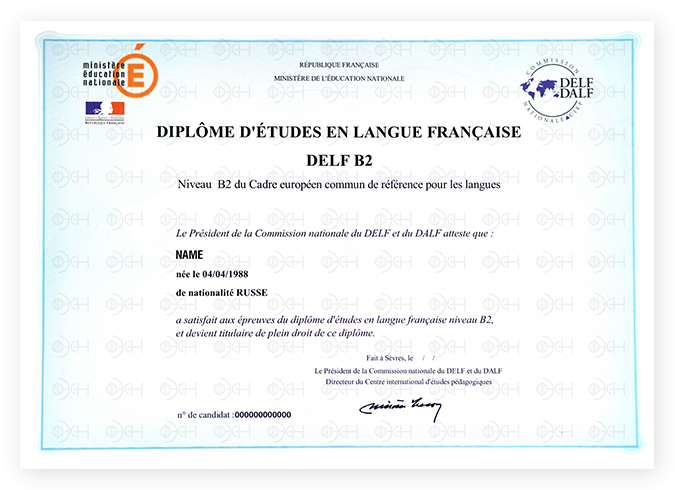 ministère
éducation
nationale
É
RÉPUBLIQUE FRANÇAISE
RÉPUBLIQUE FRANÇAISE
MINISTÈRE DE L'ÉDUCATION NATIONALE
COMMISSION
DELF
DALF
NATIONALE
CIEP
DIPLÔME D'ÉTUDES EN LANGUE FRANÇAISE
DELF B2
Niveau B2 du Cadre européen commun de référence pour les langues
Le Président de la Commission nationale du DELF et du DALF atteste que :
NAME
née le 04/04/1988
de nationalité RUSSE
a satisfait aux épreuves du diplôme d'études en langue française niveau B2,
et devient titulaire de plein droit de ce diplôme.
Fait à Sèvres, le / /
Le Président de la Commission nationale du DELF et du DALF
Directeur du Centre international d'études pédagogiques
n° de candidat :000000000000